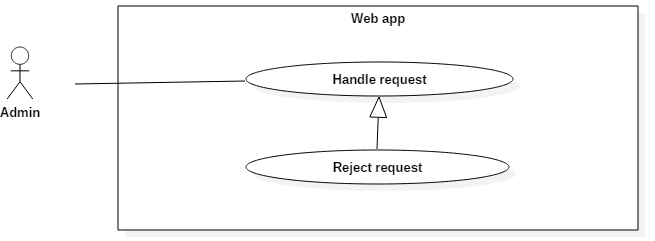 Web app
Handle request
Admin
Reject request